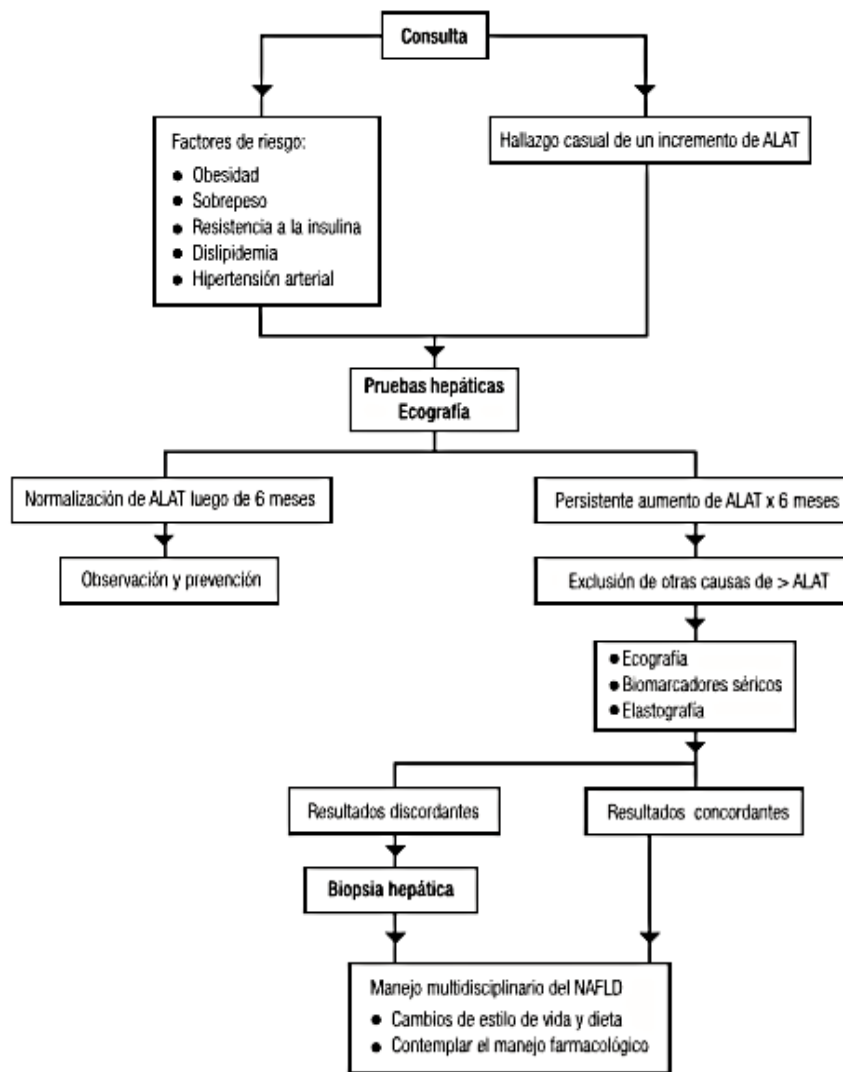 Consulta
Factores de riesgo:
● Obesidad
● Sobrepeso
● Resistencia a la insulina
● Dislipidemia
● Hipertensión arterial
Hallazgo casual de un incremento de ALAT
Pruebas hepáticas
Ecografía
Normalización de ALAT luego de 6 meses
Persistente aumento de ALAT x 6 meses
Observación y prevención
Exclusión de otras causas de > ALAT
● Ecografía
● Biomarcadores séricos
● Elastografía
Resultados discordantes
Resultados concordantes
Biopsia hepática
Manejo multidisciplinario del NAFLD
● Cambios de estilo de vida y dieta
● Contemplar el manejo farmacológico